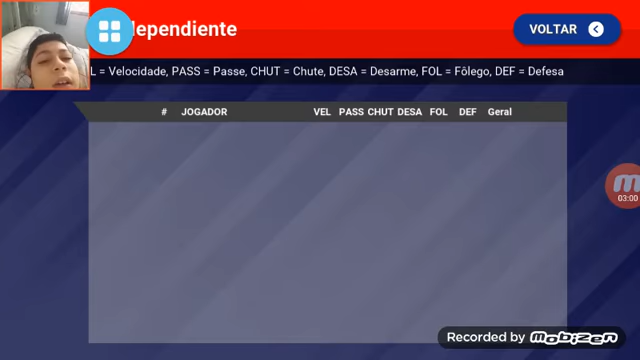 dependiente
VOLTAR
L = Velocidade, PASS = Passe, CHUT = Chute, DESA = Desarme, FOL = Fôlego, DEF = Defesa
# JOGADOR VEL PASS CHUT DESA FOL DEF Geral
03:00
Recorded by mobizen